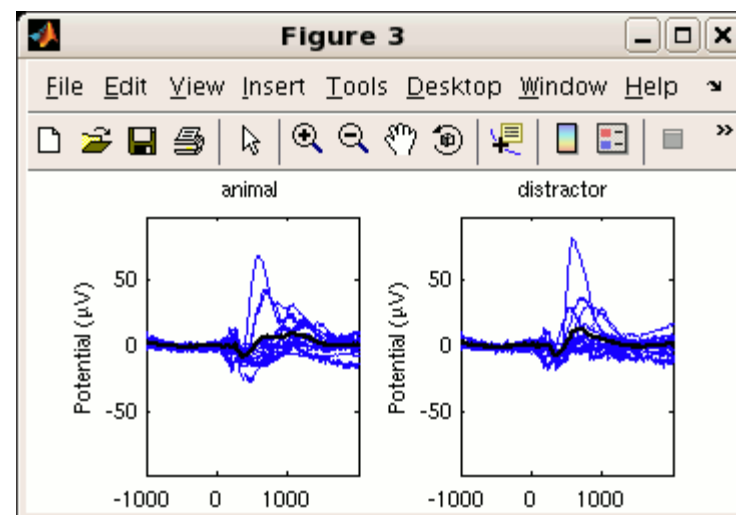 Figure 3
File Edit View Insert Tools Desktop Window Help
animal
distractor
Potential (µV)
50
0
-50
-1000 0 1000
Potential (µV)
50
0
-50
-1000 0 1000